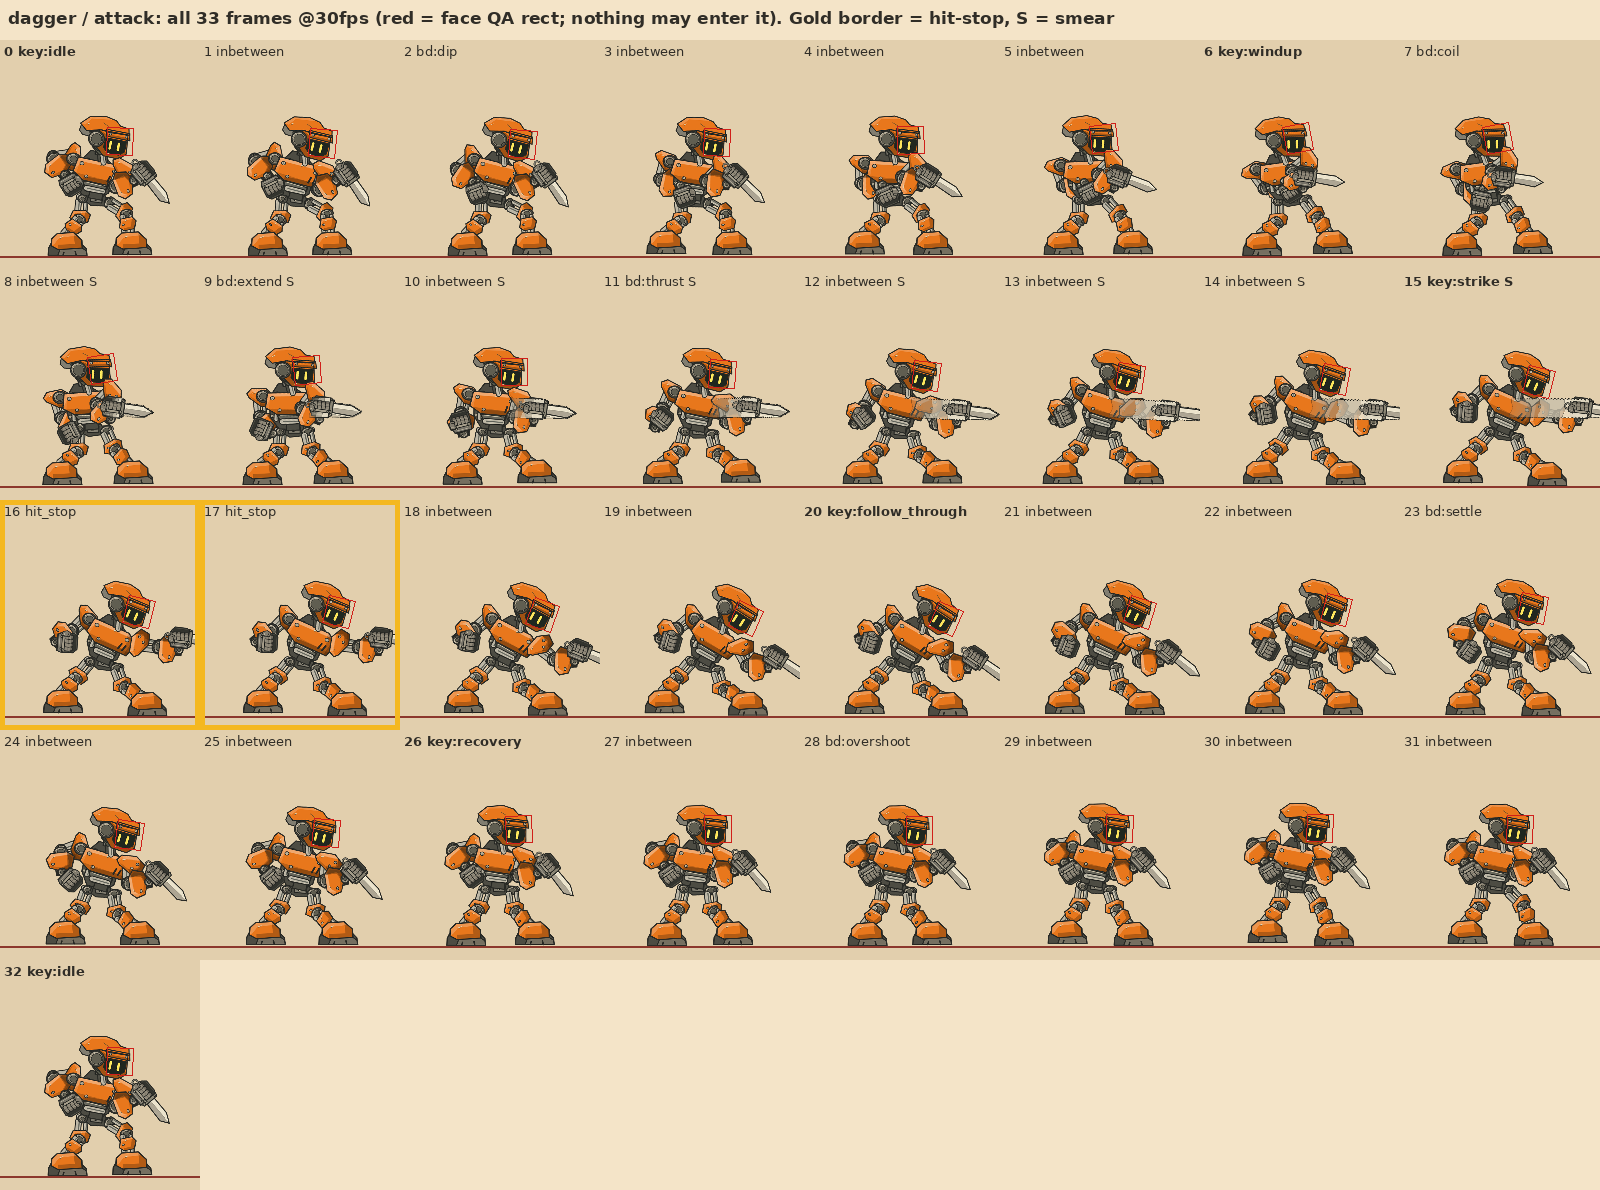 dagger / attack: all 33 frames @30fps (red = face QA rect; nothing may enter it). Gold border = hit-stop, S = smear
0 key:idle 1 inbetween 2 bd:dip 3 inbetween 4 inbetween 5 inbetween 6 key:windup 7 bd:coil
8 inbetween S 9 bd:extend S 10 inbetween S 11 bd:thrust S 12 inbetween S 13 inbetween S 14 inbetween S 15 key:strike S
16 hit_stop 17 hit_stop 18 inbetween 19 inbetween 20 key:follow_through 21 inbetween 22 inbetween 23 bd:settle
24 inbetween 25 inbetween 26 key:recovery 27 inbetween 28 bd:overshoot 29 inbetween 30 inbetween 31 inbetween
32 key:idle